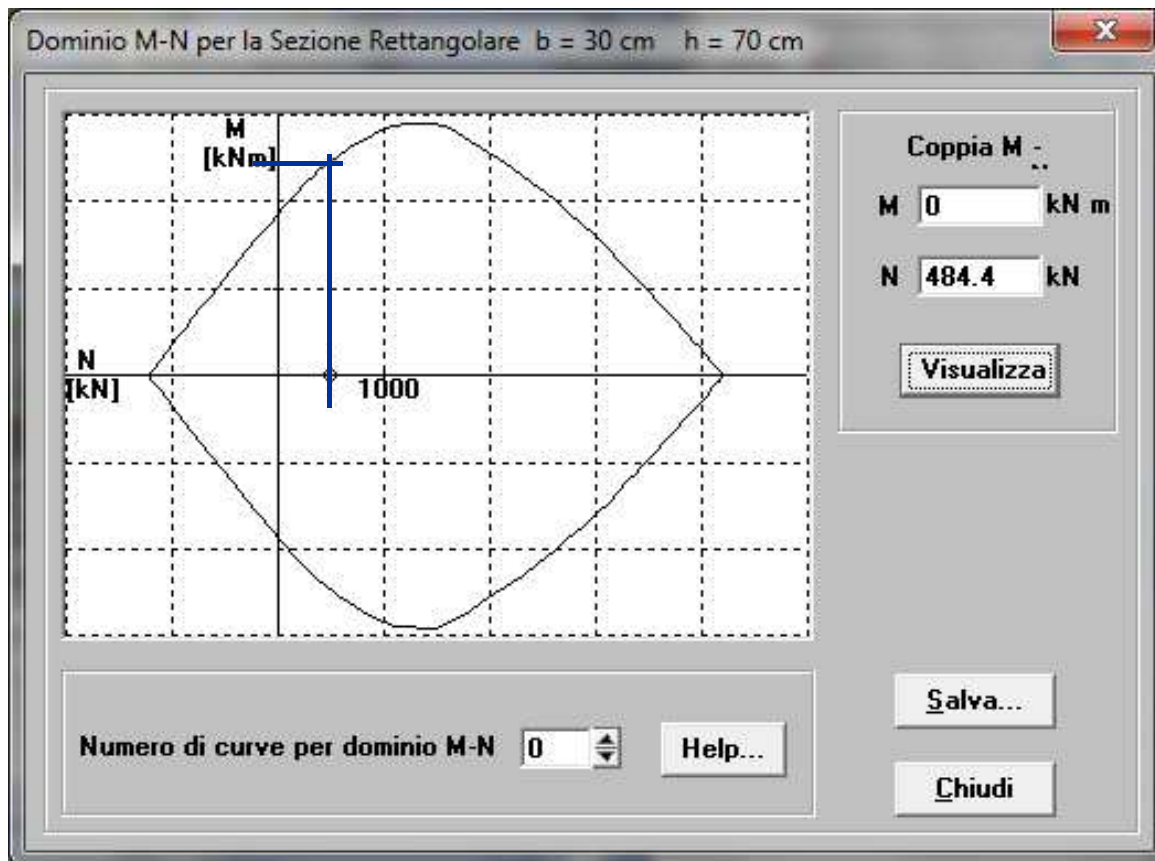 Dominio M-N per la Sezione Rettangolare b = 30 cm h = 70 cm
M
[kNm]
N
[kN]
1000
Coppia M -
M 0 kN m
N 484.4 kN
Visualizza
Numero di curve per dominio M-N 0 Help...
Salva...
Chiudi